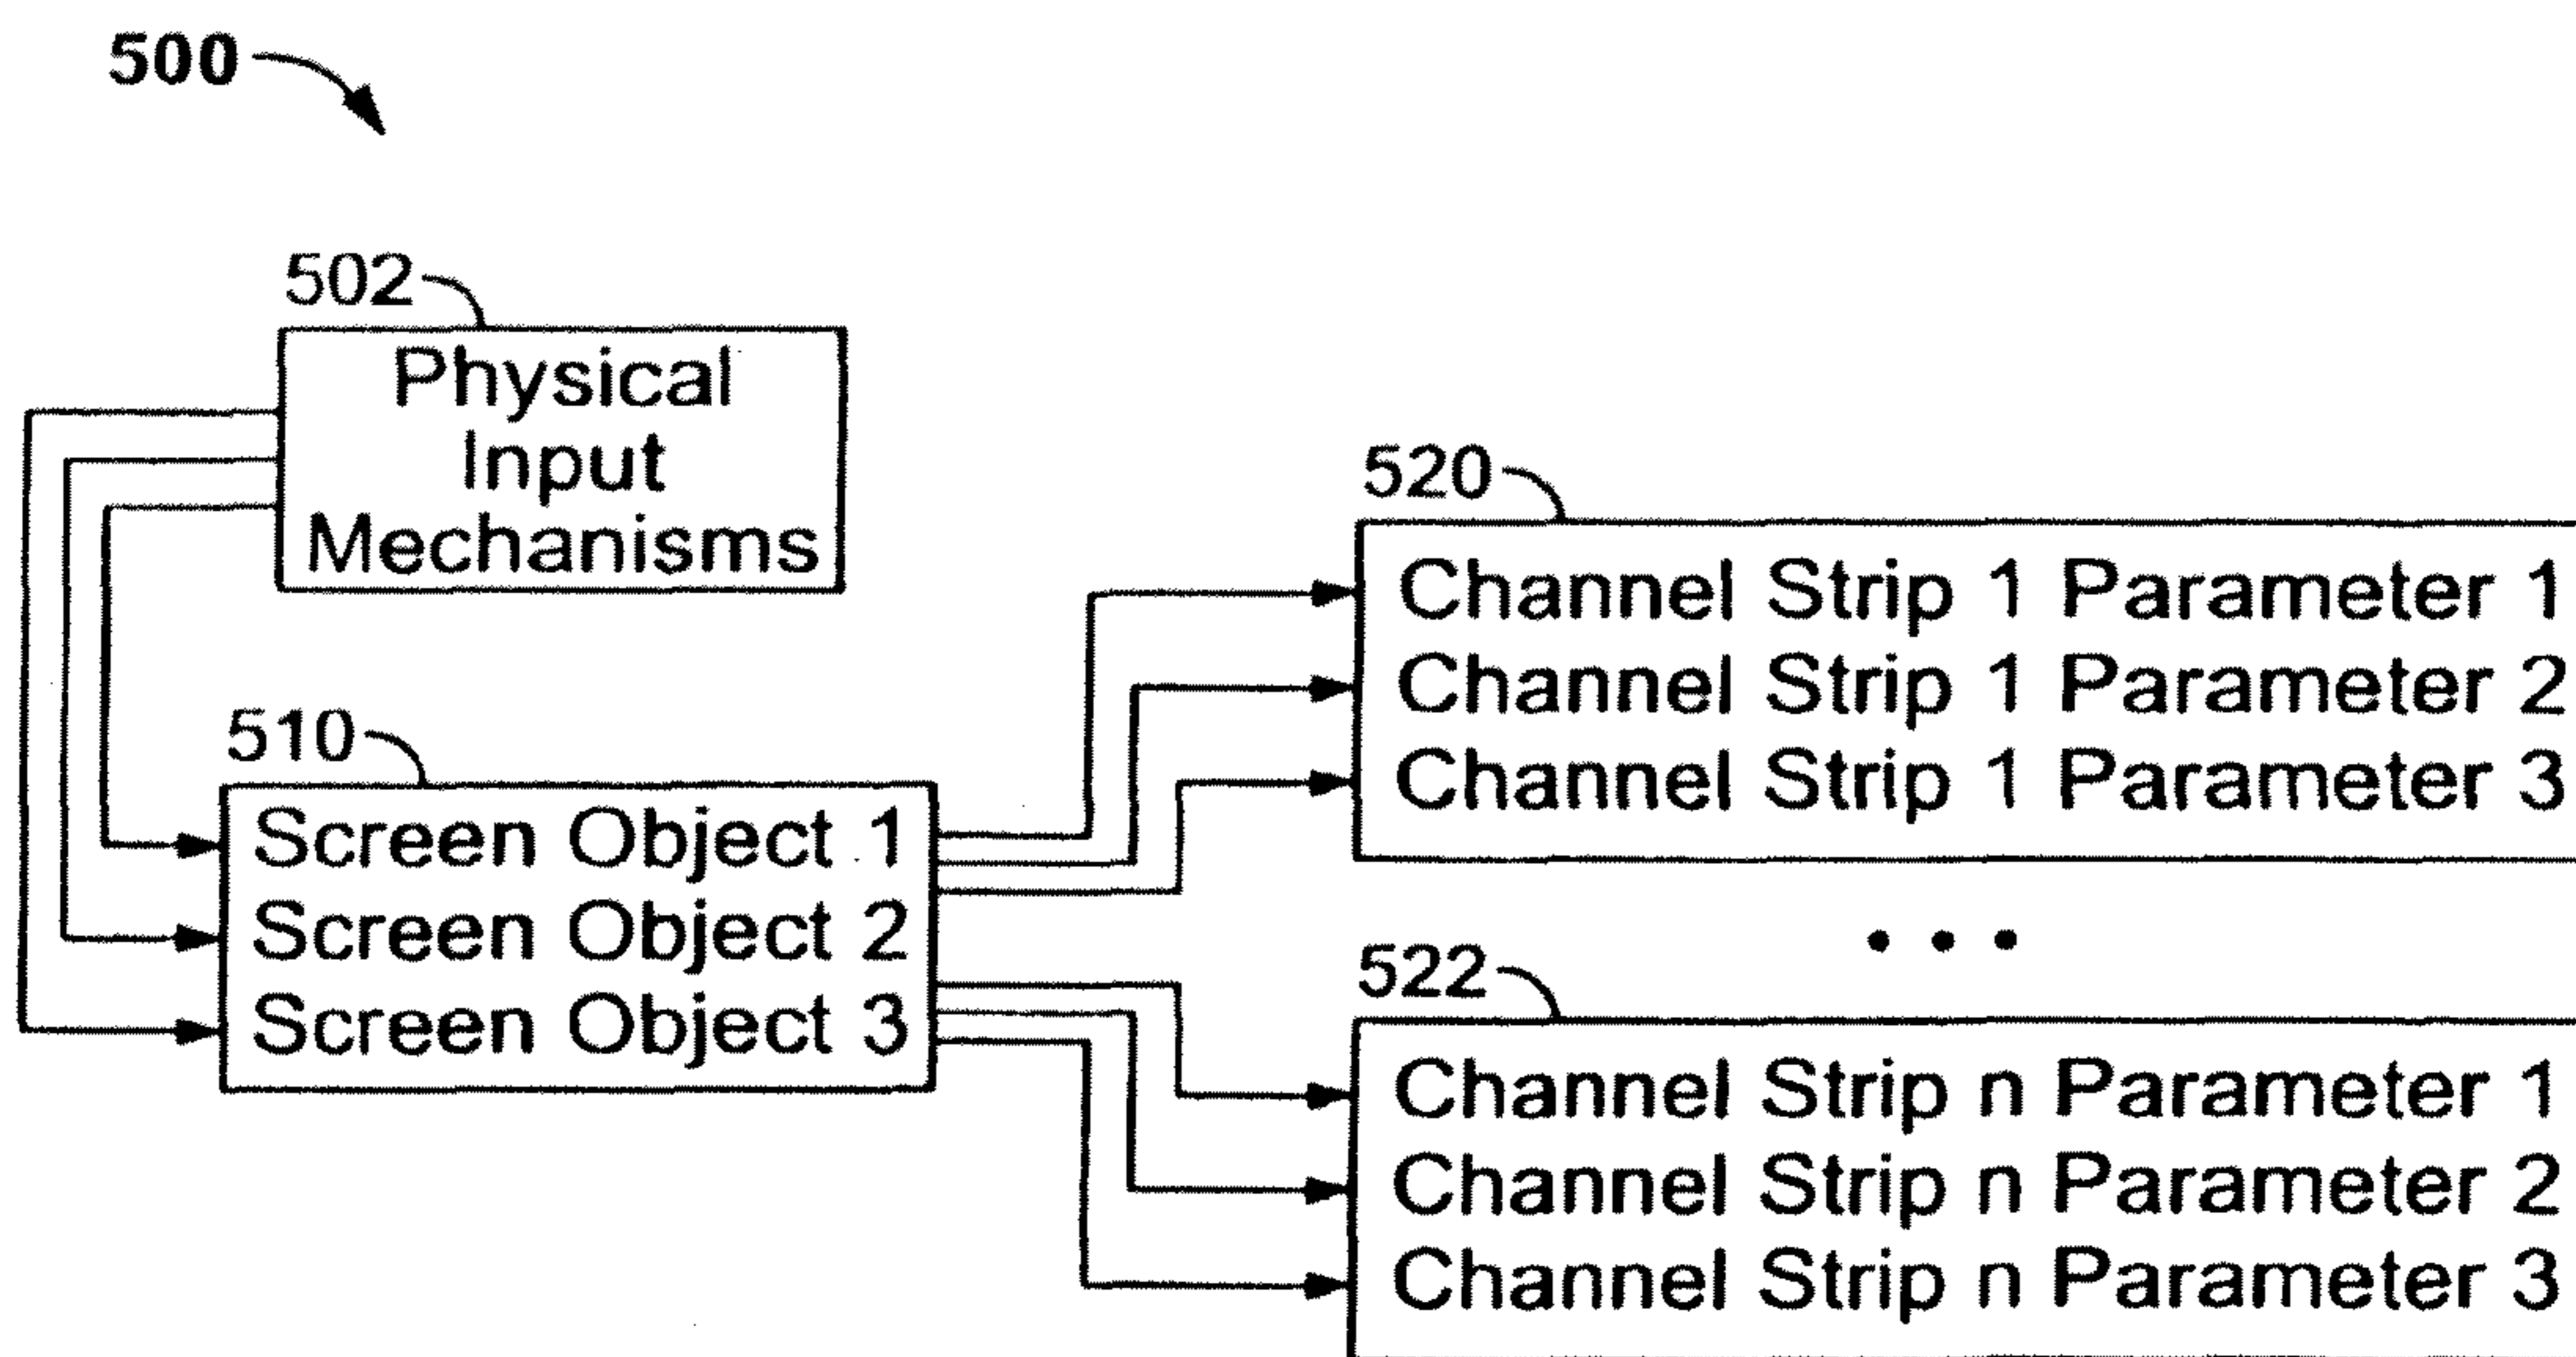 500
502
Physical
Input
Mechanisms
510
Screen Object 1
Screen Object 2
Screen Object 3
520
Channel Strip 1 Parameter 1
Channel Strip 1 Parameter 2
Channel Strip 1 Parameter 3
• • •
522
Channel Strip n Parameter 1
Channel Strip n Parameter 2
Channel Strip n Parameter 3